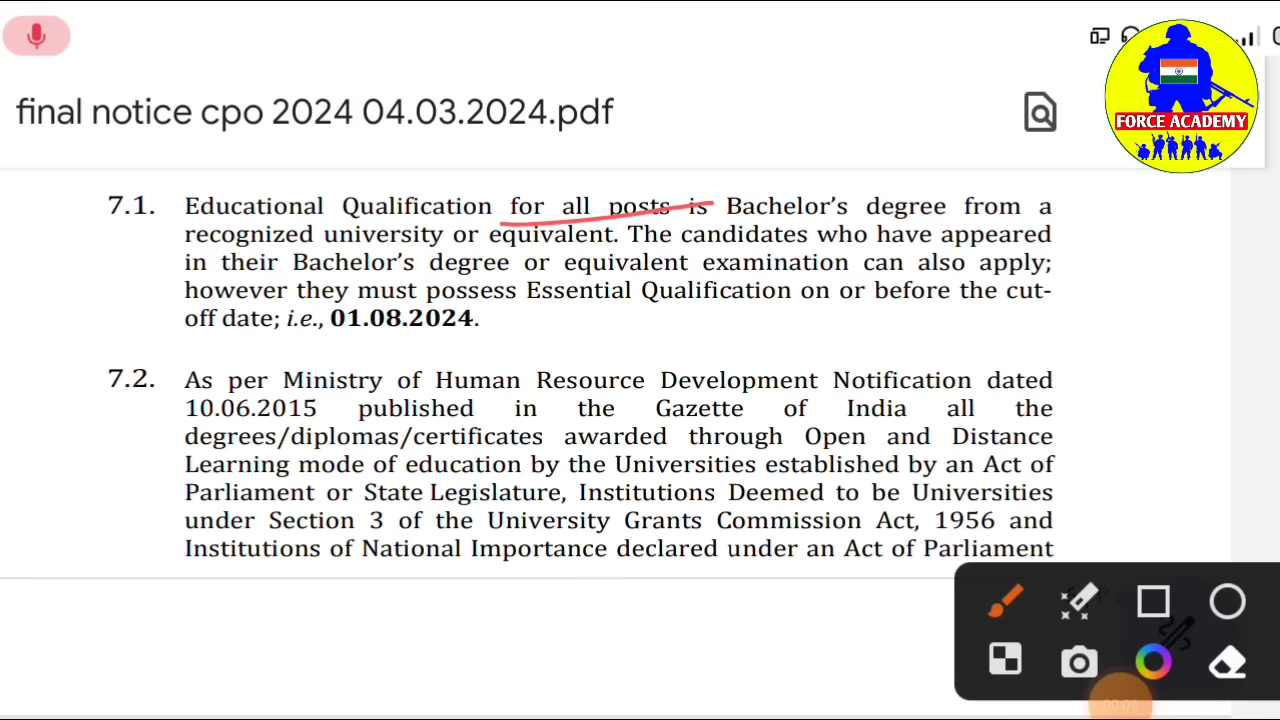 final notice cpo 2024 04.03.2024.pdf
FORCE ACADEMY
7.1. Educational Qualification for all posts is Bachelor’s degree from a
recognized university or equivalent. The candidates who have appeared
in their Bachelor’s degree or equivalent examination can also apply;
however they must possess Essential Qualification on or before the cut-
off date; i.e., 01.08.2024.
7.2. As per Ministry of Human Resource Development Notification dated
10.06.2015 published in the Gazette of India all the
degrees/diplomas/certificates awarded through Open and Distance
Learning mode of education by the Universities established by an Act of
Parliament or State Legislature, Institutions Deemed to be Universities
under Section 3 of the University Grants Commission Act, 1956 and
Institutions of National Importance declared under an Act of Parliament